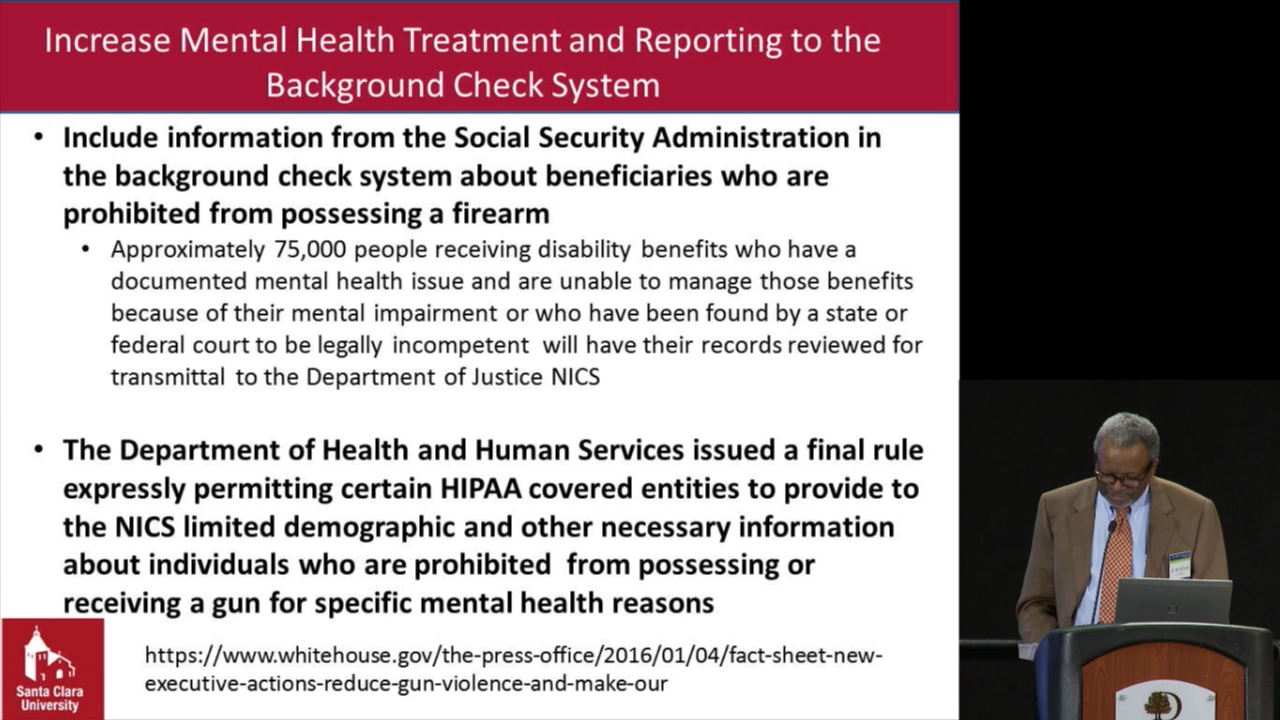 Increase Mental Health Treatment and Reporting to the
Background Check System
• Include information from the Social Security Administration in
the background check system about beneficiaries who are
prohibited from possessing a firearm
• Approximately 75,000 people receiving disability benefits who have a
documented mental health issue and are unable to manage those benefits
because of their mental impairment or who have been found by a state or
federal court to be legally incompetent will have their records reviewed for
transmittal to the Department of Justice NICS
• The Department of Health and Human Services issued a final rule
expressly permitting certain HIPAA covered entities to provide to
the NICS limited demographic and other necessary information
about individuals who are prohibited from possessing or
receiving a gun for specific mental health reasons
https://www.whitehouse.gov/the-press-office/2016/01/04/fact-sheet-new-
executive-actions-reduce-gun-violence-and-make-our
Santa Clara
University